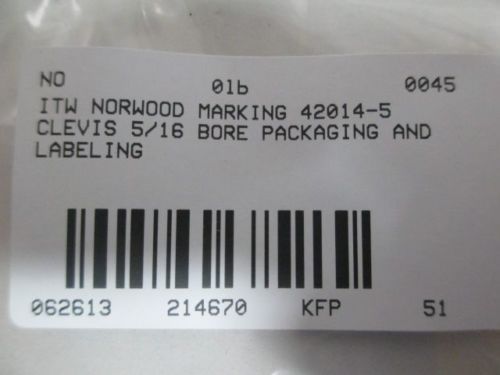 NO 01b 0045
ITW NORWOOD MARKING 42014-5
CLEVIS 5/16 BORE PACKAGING AND
LABELING
062613 214670 KFP 51